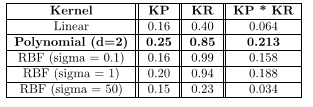 Kernel KP KR KP * KR
Linear 0.16 0.40 0.064
Polynomial (d=2) 0.25 0.85 0.213
RBF (sigma = 0.1) 0.16 0.99 0.158
RBF (sigma = 1) 0.20 0.94 0.188
RBF (sigma = 50) 0.15 0.23 0.034